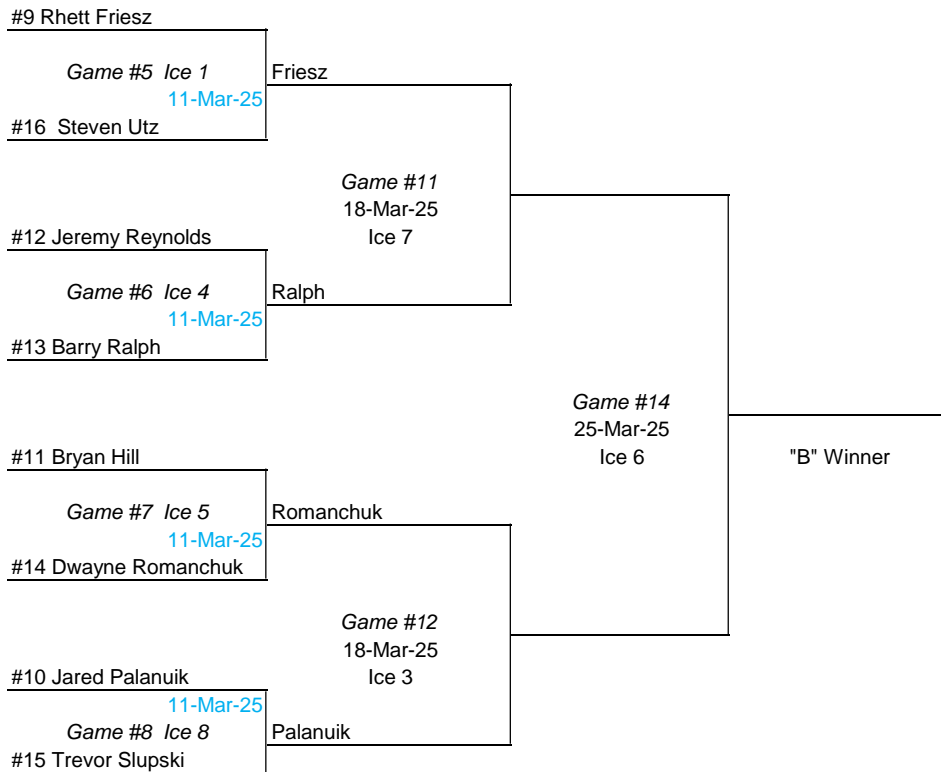 #9 Rhett Friesz
Game #5 Ice 1
Friesz
11-Mar-25
#16 Steven Utz
Game #11
18-Mar-25
Ice 7
#12 Jeremy Reynolds
Game #6 Ice 4
Ralph
11-Mar-25
#13 Barry Ralph
Game #14
25-Mar-25
Ice 6
"B" Winner
#11 Bryan Hill
Game #7 Ice 5
Romanchuk
11-Mar-25
#14 Dwayne Romanchuk
Game #12
18-Mar-25
Ice 3
#10 Jared Palanuik
11-Mar-25
Game #8 Ice 8
Palanuik
#15 Trevor Slupski